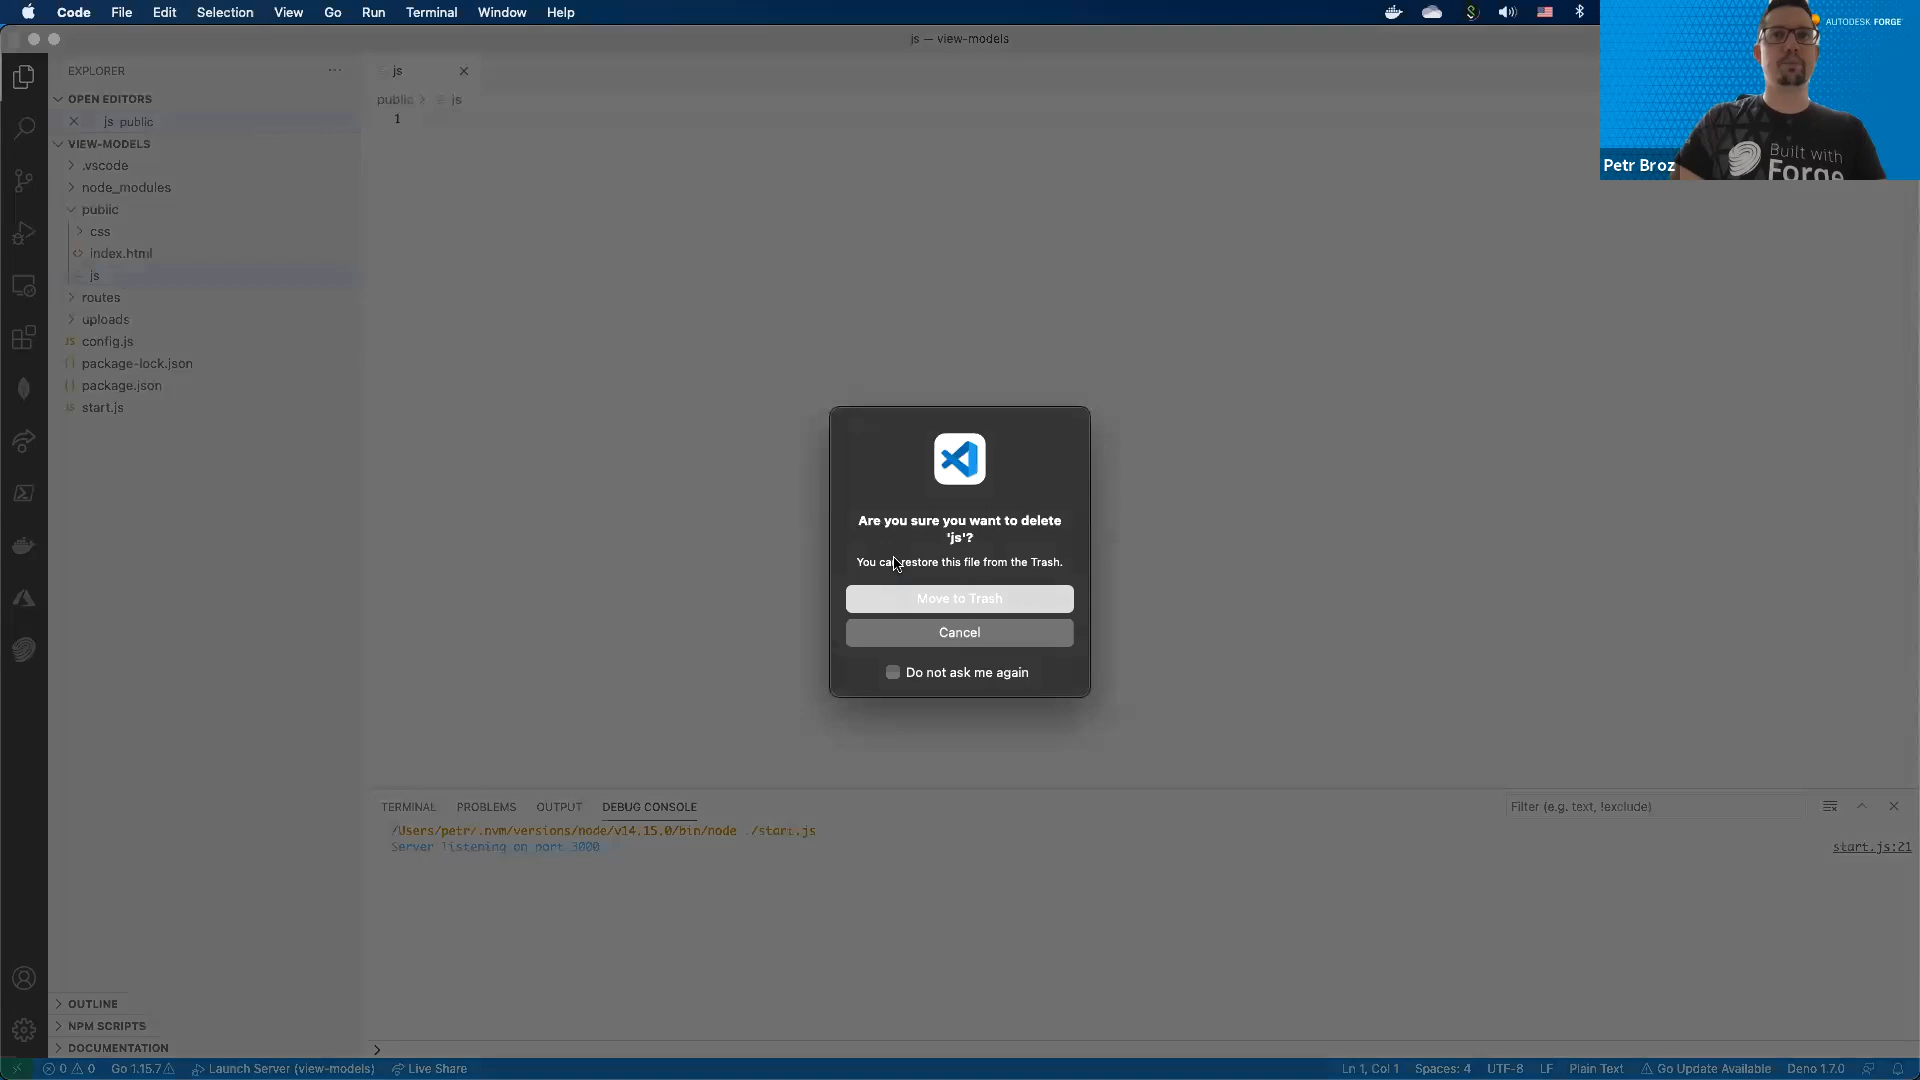 Code File Edit Selection View Go Run Terminal Window Help
js — view-models
AUTODESK FORGE
Built with
Forge
Petr Broz
EXPLORER
OPEN EDITORS
js public
VIEW-MODELS
.vscode
node_modules
public
css
index.html
js
routes
uploads
JS config.js
package-lock.json
package.json
JS start.js
OUTLINE
NPM SCRIPTS
DOCUMENTATION
js
public js
1
Are you sure you want to delete
'js'?
You can restore this file from the Trash.
Move to Trash
Cancel
Do not ask me again
TERMINAL PROBLEMS OUTPUT DEBUG CONSOLE
Filter (e.g. text, !exclude)
/Users/petr/.nvm/versions/node/v14.15.0/bin/node ./start.js
Server listening on port 3000
start.js:21
0 0 Go 1.15.7 Launch Server (view-models) Live Share
Ln 1, Col 1 Spaces: 4 UTF-8 LF Plain Text Go Update Available Deno 1.7.0